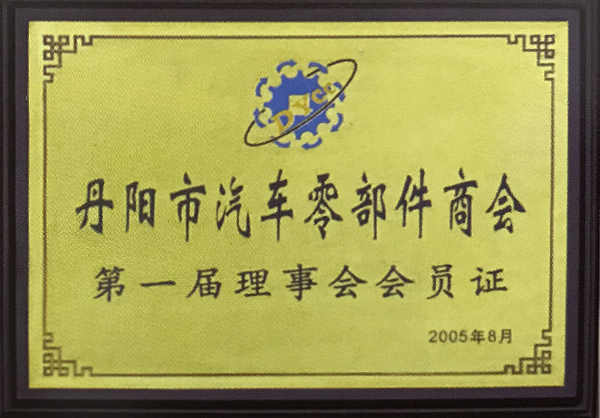 DYCC
丹阳市汽车零部件商会
第一届理事会会员证
2005年8月